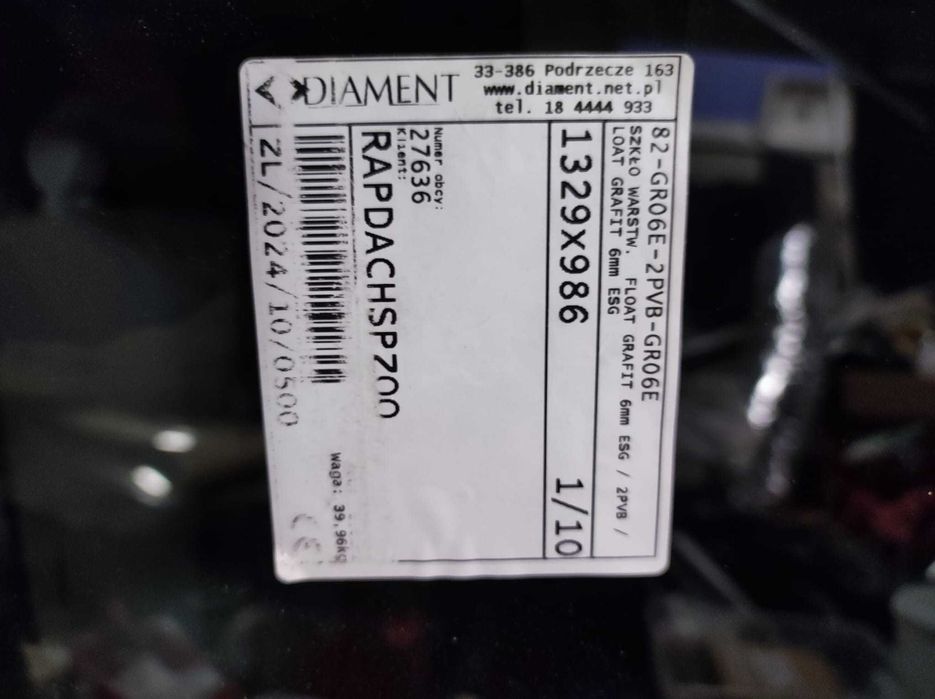 DIAMENT
33-386 Podrzecze 163
www.diament.net.pl
tel. 18 4444 933
82-GR06E-2PVB-GR06E
SZKŁO WARSTW. FLOAT GRAFIT 6mm ESG / 2PVB /
LOAT GRAFIT 6mm ESG
1329X986 1/10
Numer obcy:
27636
Klient:
RAPDACHSPZOO
waga: 39,96kg
ZL/2024/10/0500
CE